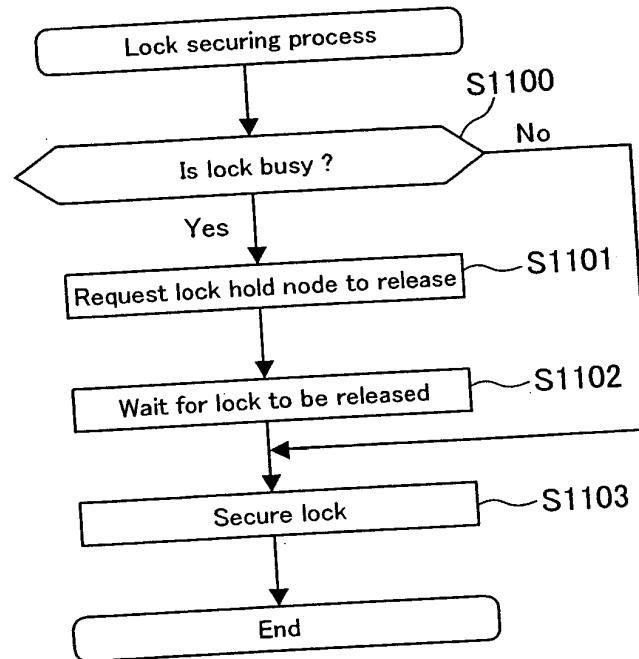 Lock securing process
S1100
Is lock busy ?
No
Yes
Request lock hold node to release
S1101
Wait for lock to be released
S1102
Secure lock
S1103
End